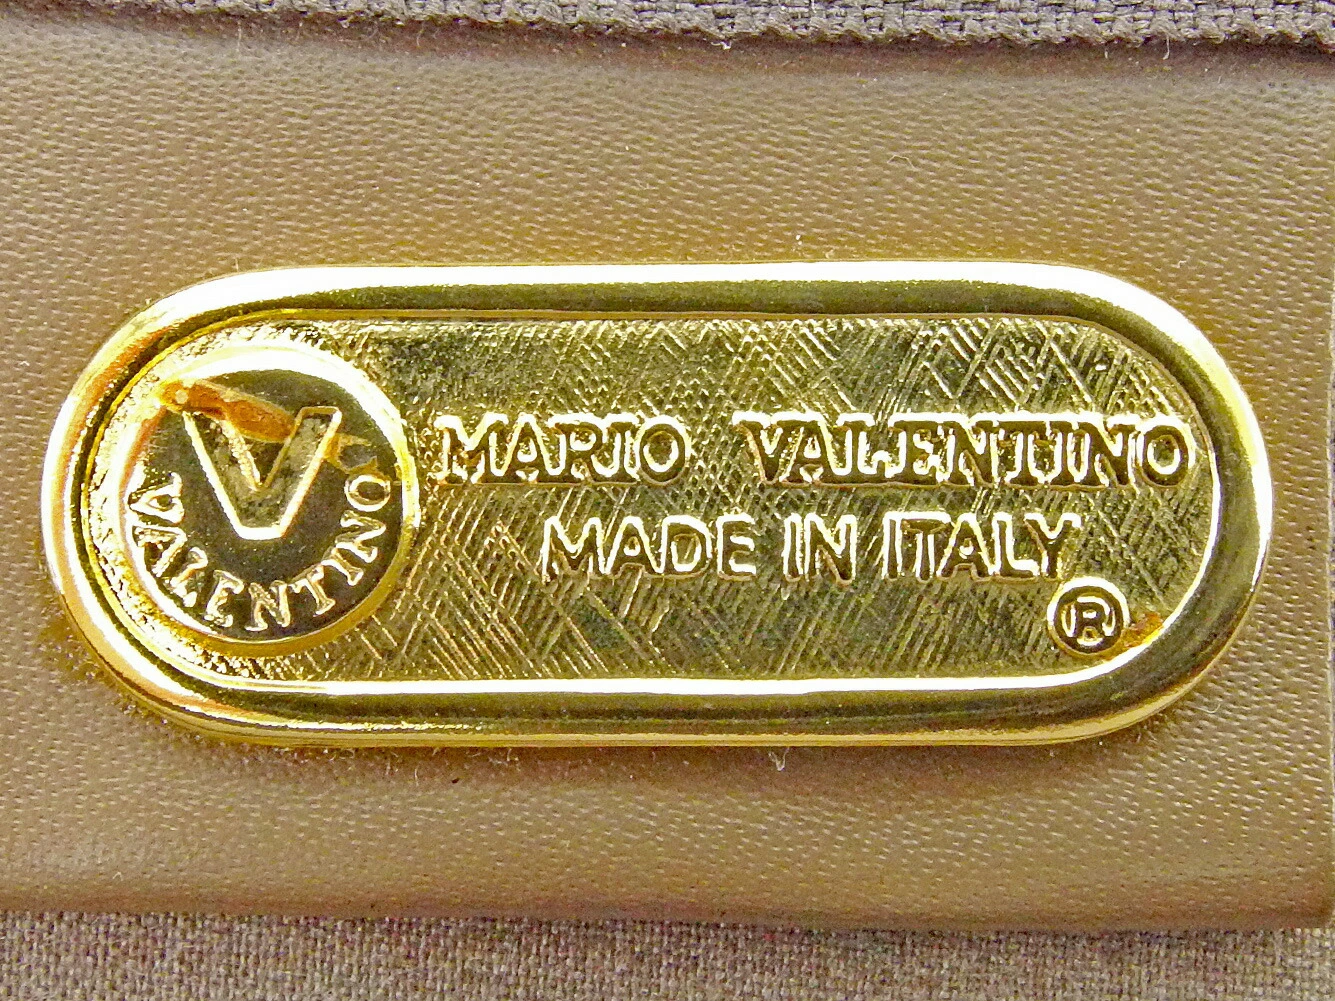 V
VALENTINO
MARIO VALENTINO
MADE IN ITALY
®